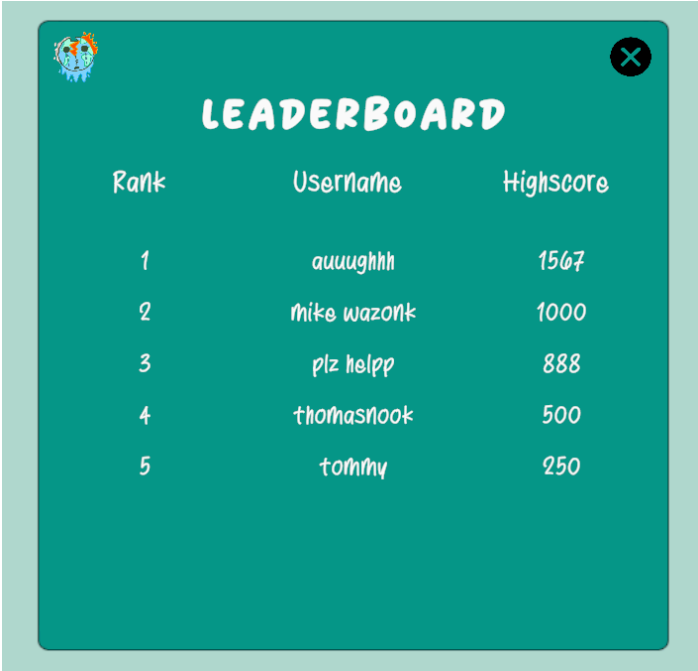 LEADERBOARD
Rank Username Highscore
1 auuughhh 1567
2 mike wazonk 1000
3 plz helpp 888
4 thomasnook 500
5 tommy 250